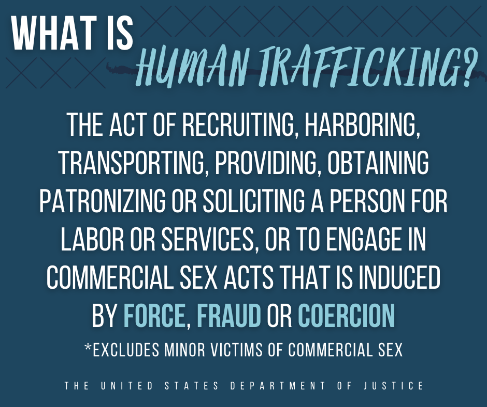 WHAT IS
HUMAN TRAFFICKING?
THE ACT OF RECRUITING, HARBORING,
TRANSPORTING, PROVIDING, OBTAINING
PATRONIZING OR SOLICITING A PERSON FOR
LABOR OR SERVICES, OR TO ENGAGE IN
COMMERCIAL SEX ACTS THAT IS INDUCED
BY FORCE, FRAUD OR COERCION
*EXCLUDES MINOR VICTIMS OF COMMERCIAL SEX
THE UNITED STATES DEPARTMENT OF JUSTICE